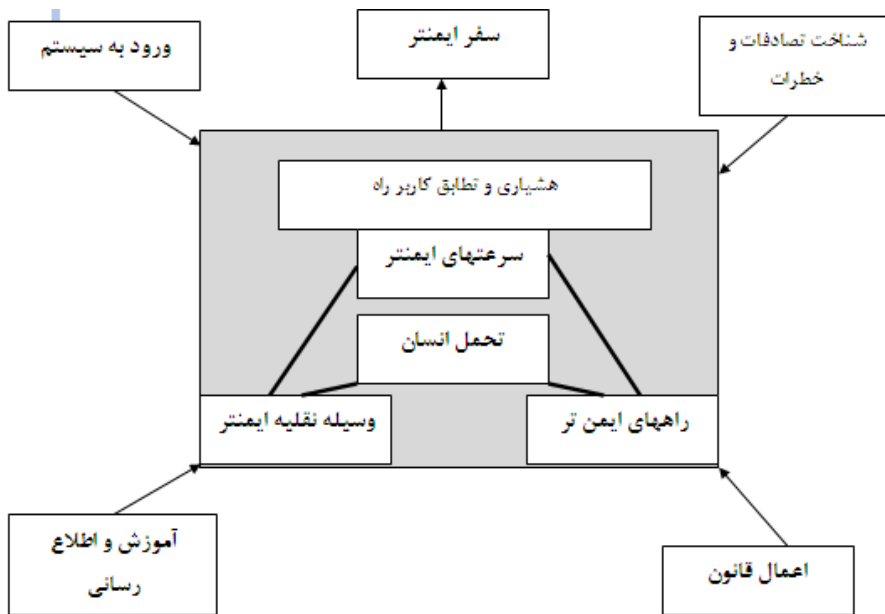 شناخت تصادفات و
خطرات
سفر ایمنتر
ورود به سیستم
هشیاری و تطابق کاربر راه
سرعتهای ایمنتر
تحمل انسان
راههای ایمن تر
وسیله نقلیه ایمنتر
اعمال قانون
آموزش و اطلاع
رسانی